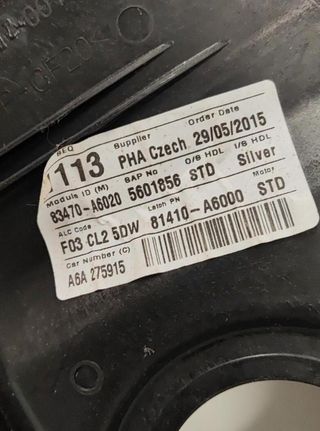 SEQ Supplier Order Date
113 PHA Czech 29/05/2015
Module ID (M) SAP No O/S HDL I/S HDL
83470-A6020 5601856 STD Silver
ALC Code Latch PN Motor
F03 CL2 5DW 81410-A6000 STD
Car Number (C)
A6A 275915